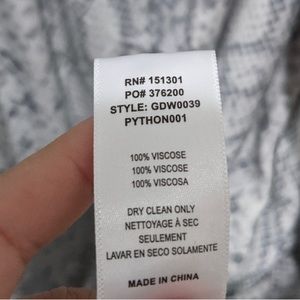 RN# 151301
PO# 376200
STYLE: GDW0039
PYTHON001
100% VISCOSE
100% VISCOSE
100% VISCOSA
DRY CLEAN ONLY
NETTOYAGE À SEC
SEULEMENT
LAVAR EN SECO SOLAMENTE
MADE IN CHINA